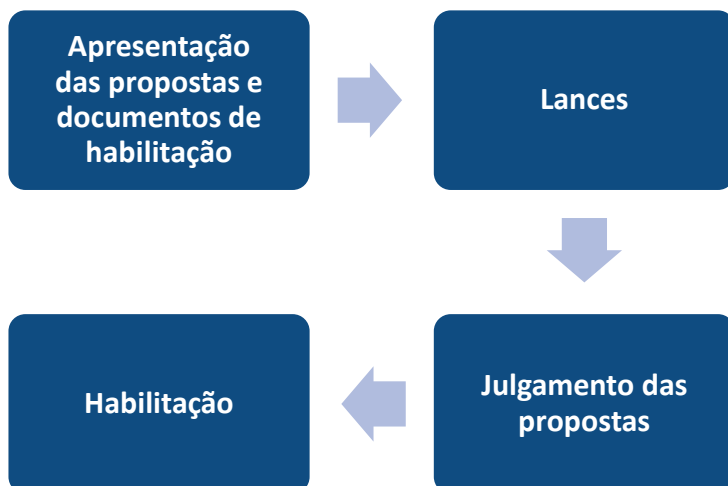 Apresentação
das propostas e
documentos de
habilitação
Lances
Julgamento das
propostas
Habilitação